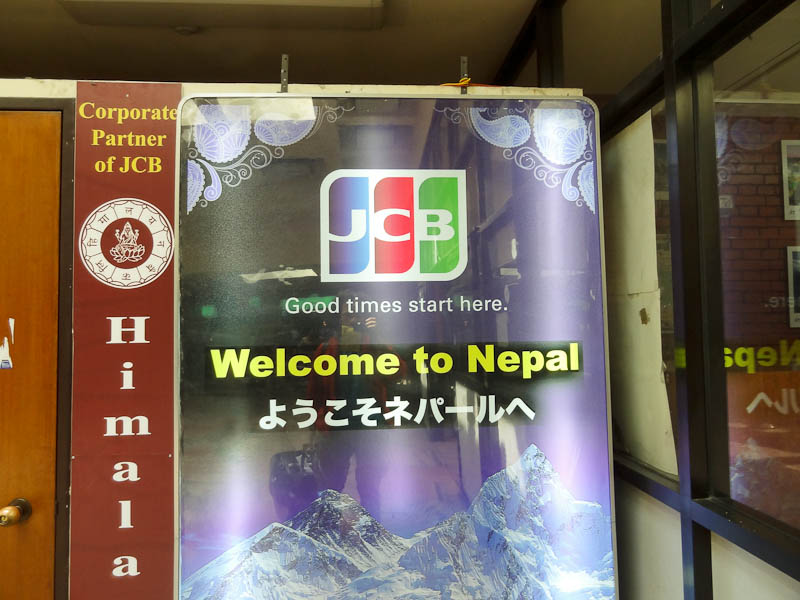 Corporate
Partner
of JCB
Himala
JCB
Good times start here.
Welcome to Nepal
ようこそネパールへ